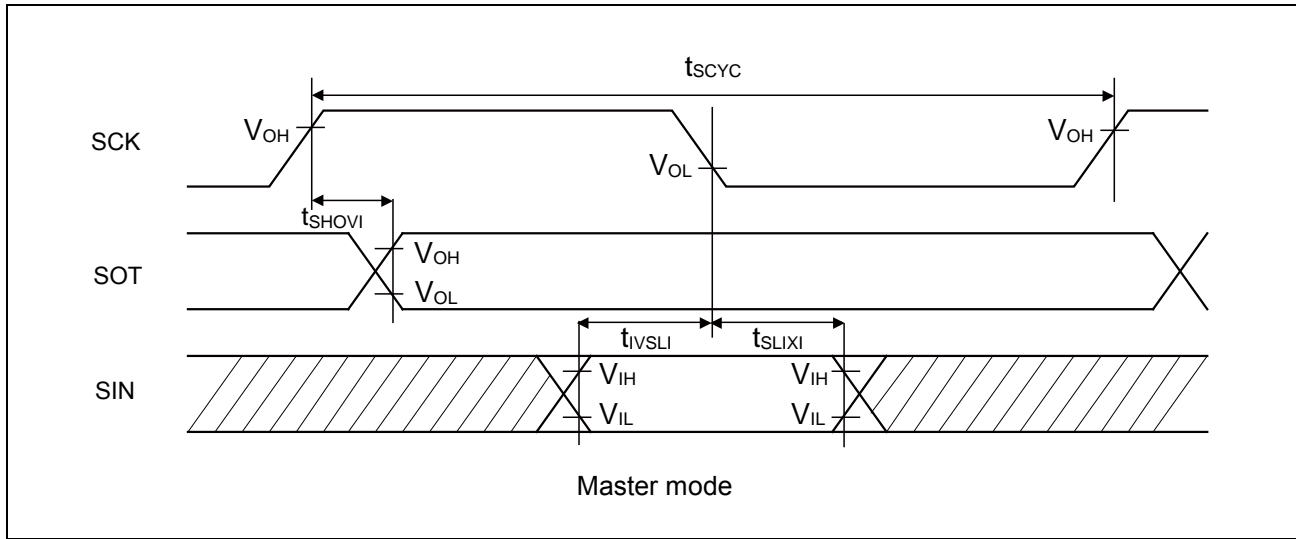 tSCYC
SCK
VOH
VOL
VOH
tSHOVI
SOT
VOH
VOL
tIVSLI
tSLIXI
SIN
VIH
VIH
VIL
VIL
Master mode